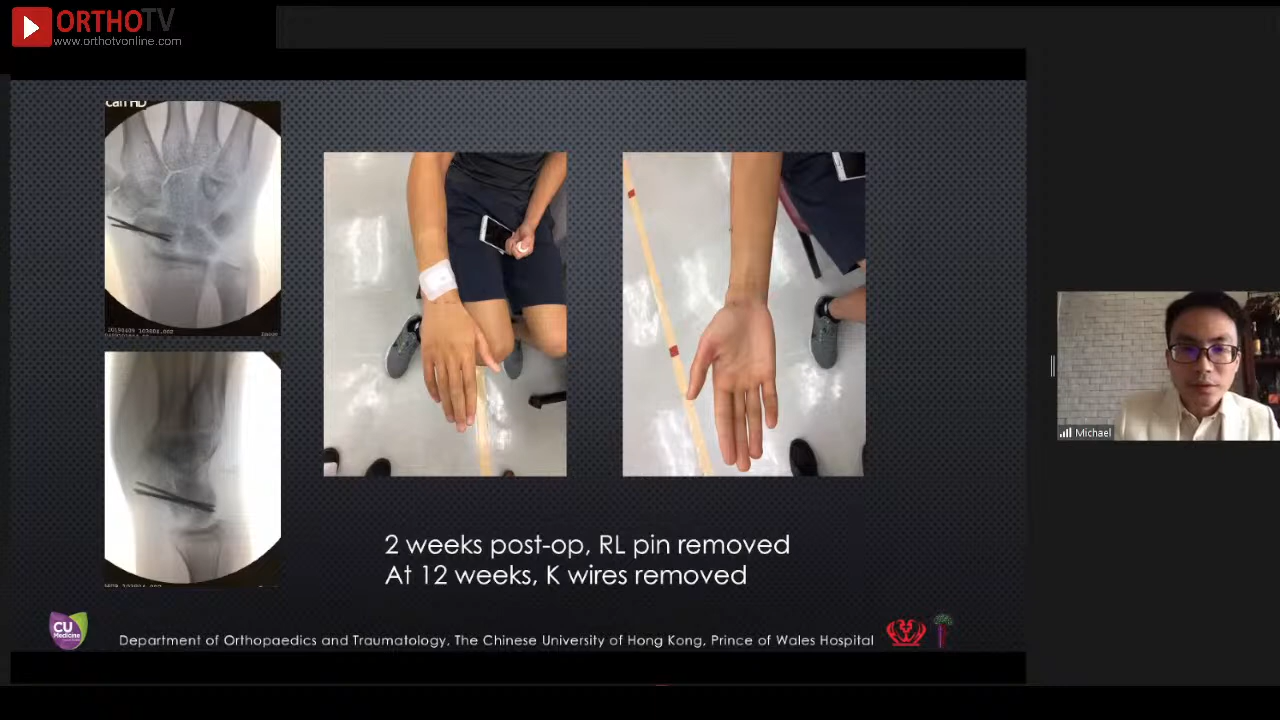 ORTHOTV
www.orthotvonline.com
2 weeks post-op, RL pin removed
At 12 weeks, K wires removed
Michael
CU
Medicine
Department of Orthopaedics and Traumatology, The Chinese University of Hong Kong, Prince of Wales Hospital